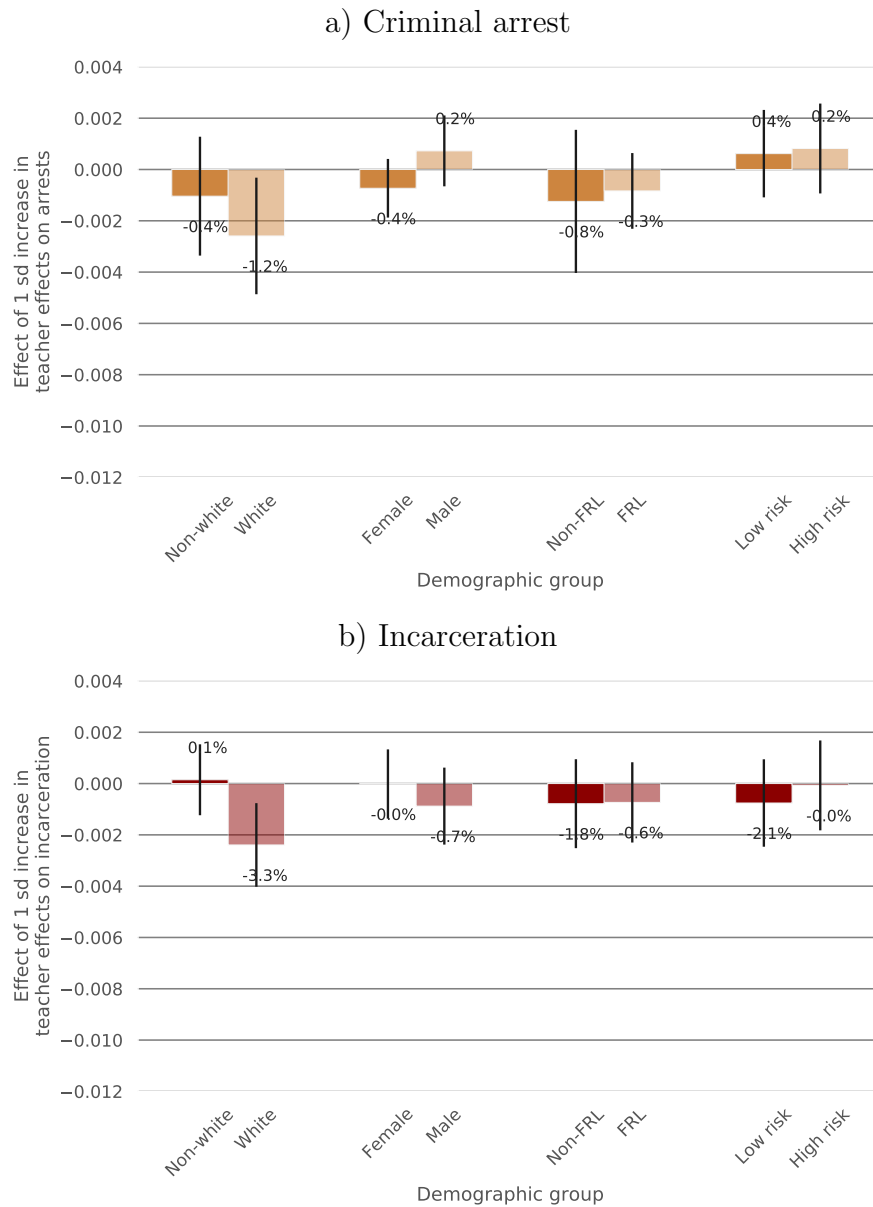 a) Criminal arrest
0.004
0.002
0.000
−0.002
−0.004
−0.006
−0.008
−0.010
−0.012
Effect of 1 sd increase in
teacher effects on arrests
-0.4%
-1.2%
-0.4%
0.2%
-0.8%
-0.3%
0.4%
0.2%
Non-white
White
Female
Male
Non-FRL
FRL
Low risk
High risk
Demographic group
b) Incarceration
0.004
0.002
0.000
−0.002
−0.004
−0.006
−0.008
−0.010
−0.012
Effect of 1 sd increase in
teacher effects on incarceration
0.1%
-3.3%
-0.0%
-0.7%
-1.8%
-0.6%
-2.1%
-0.0%
Non-white
White
Female
Male
Non-FRL
FRL
Low risk
High risk
Demographic group